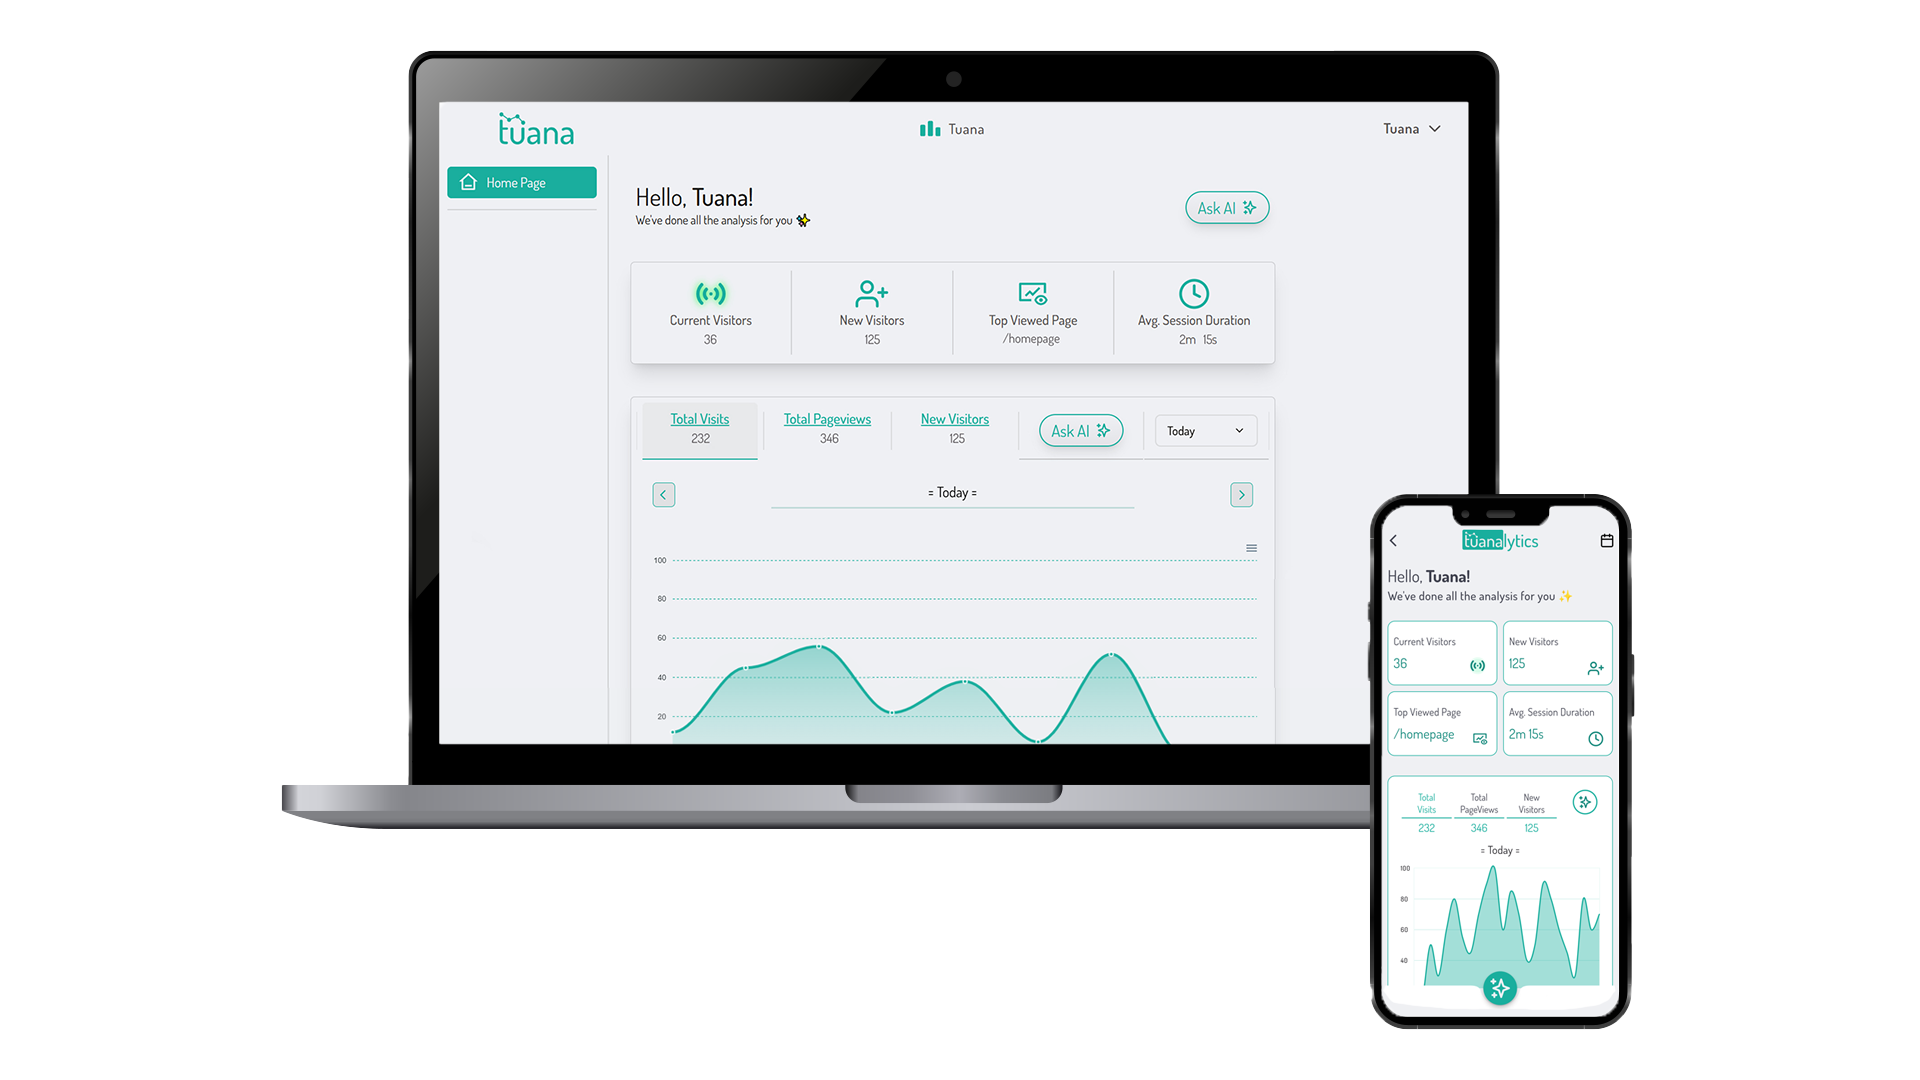 tuana
Tuana
Tuana
Home Page
Hello, Tuana!
We've done all the analysis for you ✨
Ask AI
Current Visitors
36
New Visitors
125
Top Viewed Page
/homepage
Avg. Session Duration
2m 15s
Total Visits
232
Total Pageviews
346
New Visitors
125
Ask AI
Today
= Today =
100
80
60
40
20
tuanalytics
Hello, Tuana!
We've done all the analysis for you ✨
Current Visitors
36
New Visitors
125
Top Viewed Page
/homepage
Avg. Session Duration
2m 15s
Total
Visits
232
Total
PageViews
346
New
Visitors
125
= Today =
100
80
60
40